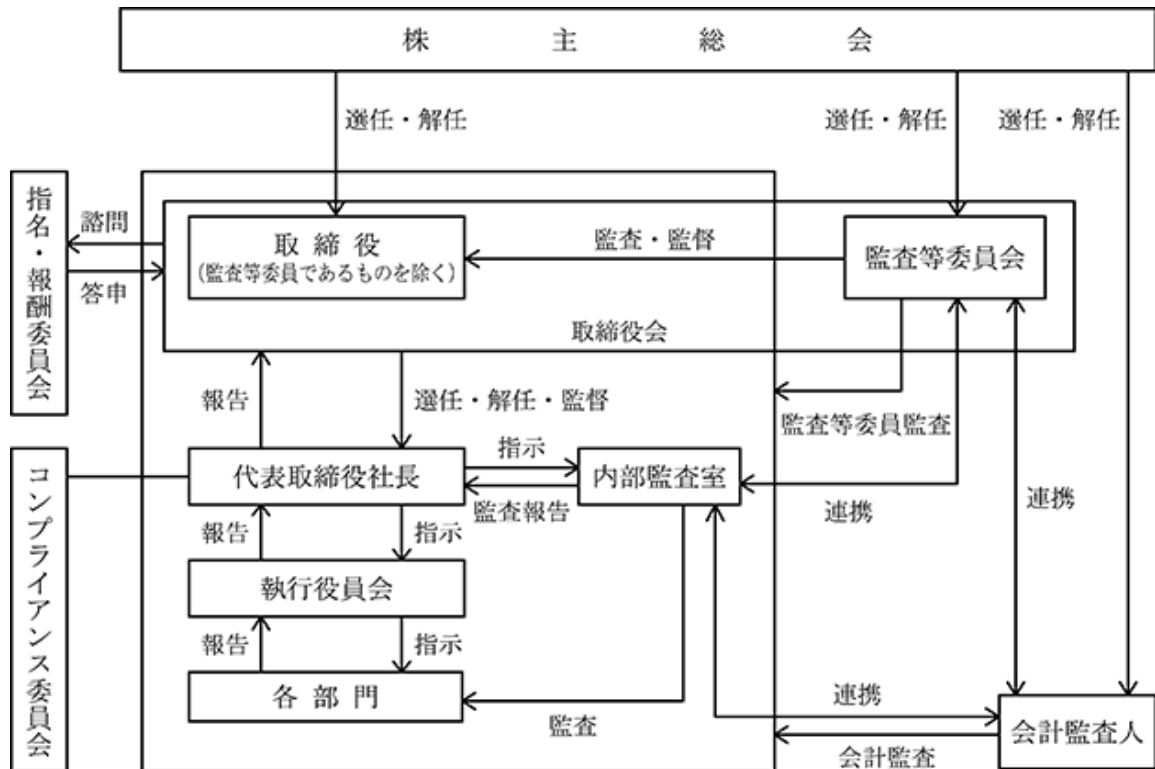 株主総会
選任・解任
選任・解任
選任・解任
指名・報酬委員会
諮問
答申
取締役
(監査等委員であるものを除く)
監査・監督
監査等委員会
取締役会
報告
選任・解任・監督
監査等委員監査
コンプライアンス委員会
代表取締役社長
指示
監査報告
内部監査室
連携
連携
報告
指示
執行役員会
報告
指示
各部門
監査
連携
会計監査
会計監査人